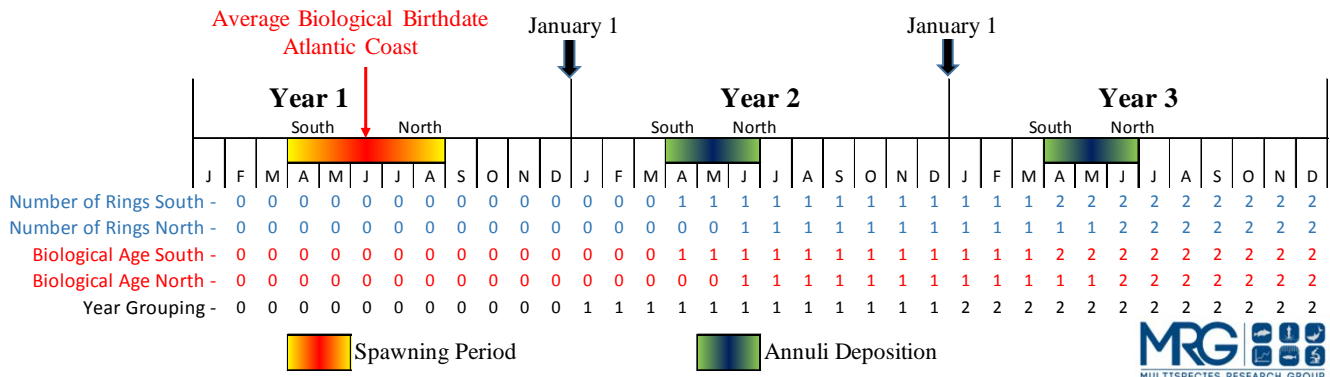 Average Biological Birthdate
Atlantic Coast
January 1
January 1
Year 1
Year 2
Year 3
South North South North South North
J F M A M J J A S O N D J F M A M J J A S O N D J F M A M J J A S O N D
Number of Rings South - 0 0 0 0 0 0 0 0 0 0 0 0 0 0 1 1 1 1 1 1 1 1 1 1 1 1 2 2 2 2 2 2 2 2 2
Number of Rings North - 0 0 0 0 0 0 0 0 0 0 0 0 0 0 0 0 1 1 1 1 1 1 1 1 1 1 1 1 2 2 2 2 2 2 2
Biological Age South - 0 0 0 0 0 0 0 0 0 0 0 0 0 0 1 1 1 1 1 1 1 1 1 1 1 1 2 2 2 2 2 2 2 2 2
Biological Age North - 0 0 0 0 0 0 0 0 0 0 0 0 0 0 0 0 1 1 1 1 1 1 1 1 1 1 1 1 2 2 2 2 2 2 2
Year Grouping - 0 0 0 0 0 0 0 0 0 0 0 1 1 1 1 1 1 1 1 1 1 1 1 2 2 2 2 2 2 2 2 2 2 2 2
Spawning Period
Annuli Deposition
MRG
MULTISPECIES RESEARCH GROUP